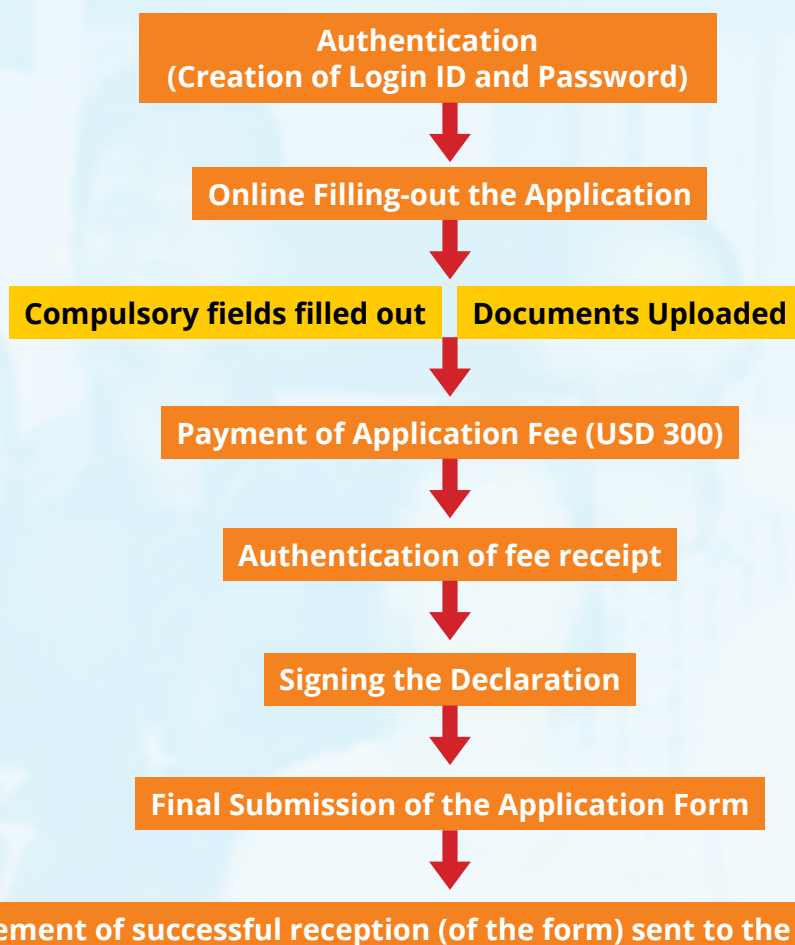 Authentication
(Creation of Login ID and Password)
Online Filling-out the Application
Compulsory fields filled out
Documents Uploaded
Payment of Application Fee (USD 300)
Authentication of fee receipt
Signing the Declaration
Final Submission of the Application Form
ement of successful reception (of the form) sent to the